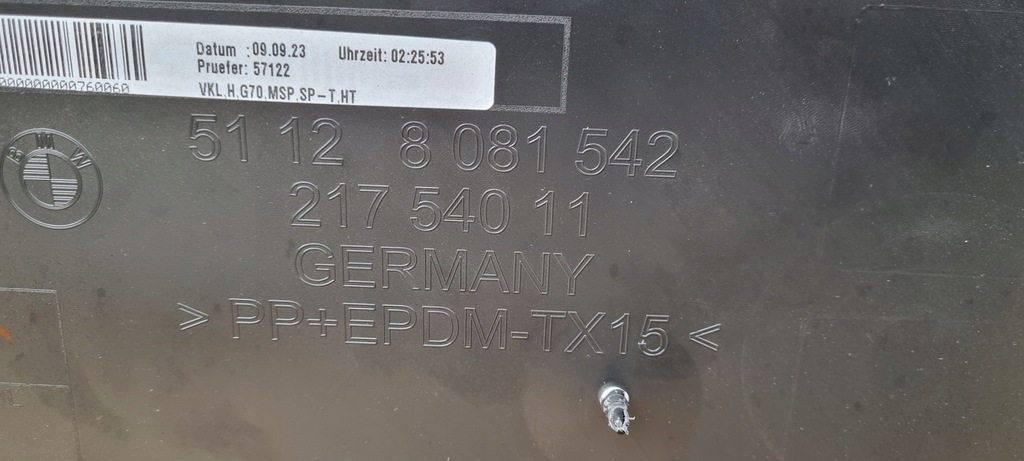 Datum : 09.09.23 Uhrzeit: 02:25:53
Pruefer: 57122
VKL.H.G70.MSP.SP-T.HT
BMW
51 12 8 081 542
217 540 11
GERMANY
> PP+EPDM-TX15 <